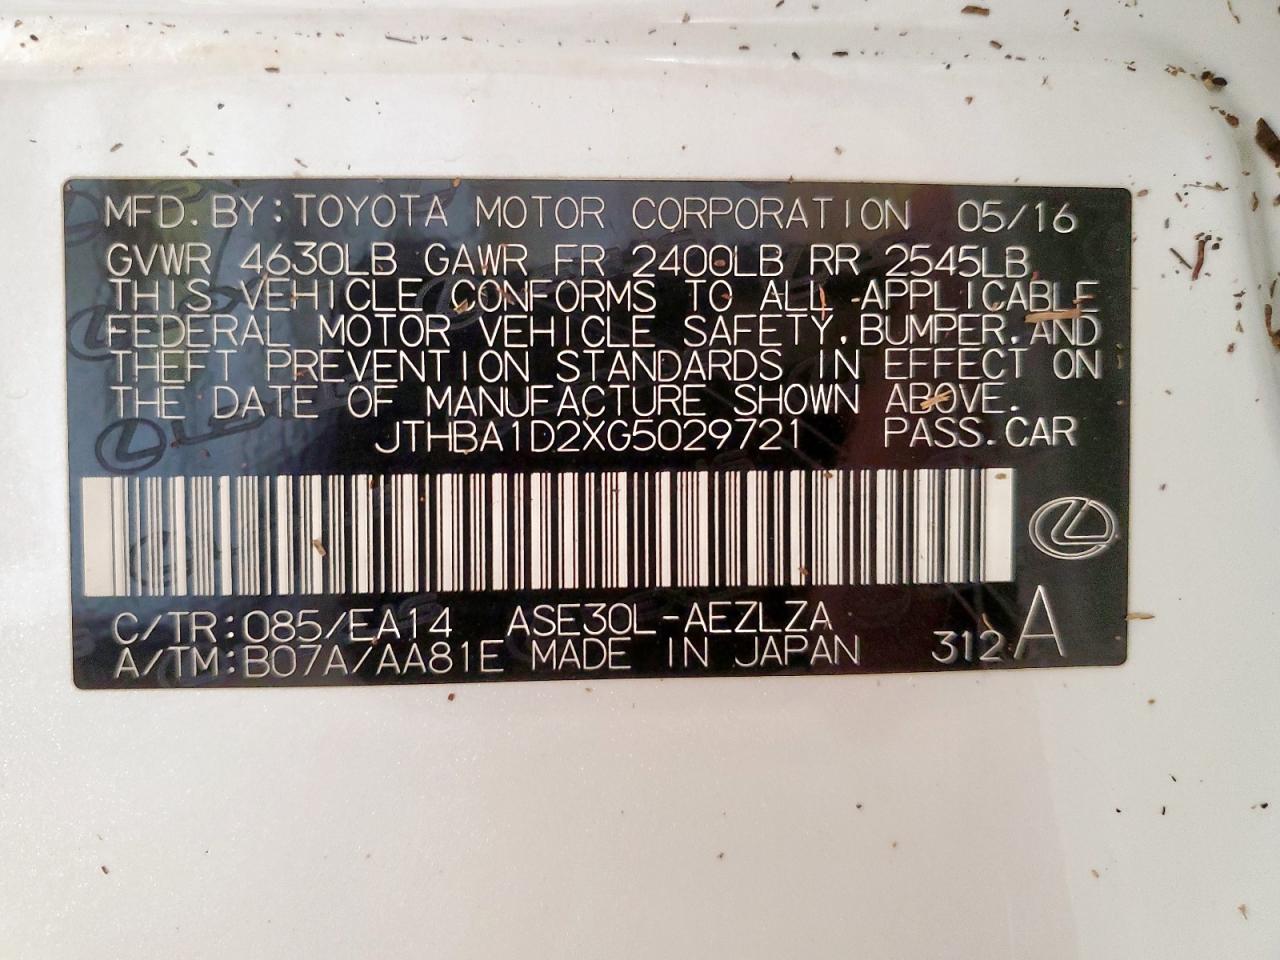 MFD. BY: TOYOTA MOTOR CORPORATION 05/16
GVWR 4630LB GAWR FR 2400LB RR 2545LB
THIS VEHICLE CONFORMS TO ALL APPLICABLE
FEDERAL MOTOR VEHICLE SAFETY, BUMPER, AND
THEFT PREVENTION STANDARDS IN EFFECT ON
THE DATE OF MANUFACTURE SHOWN ABOVE.
JTHBA1D2XG5029721 PASS. CAR
C/TR: 085/EA14 ASE30L-AEZLZA
A/TM: B07A/AA81E MADE IN JAPAN 312 A